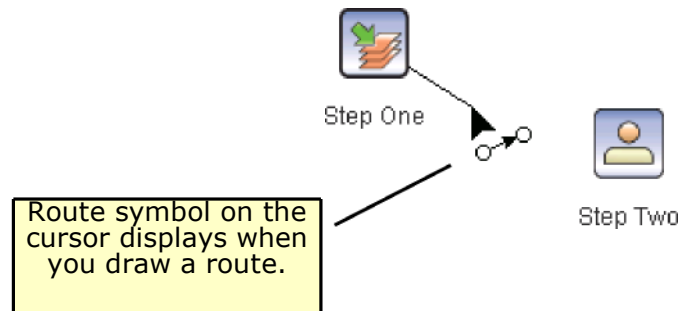 Step One
Step Two
Route symbol on the
cursor displays when
you draw a route.